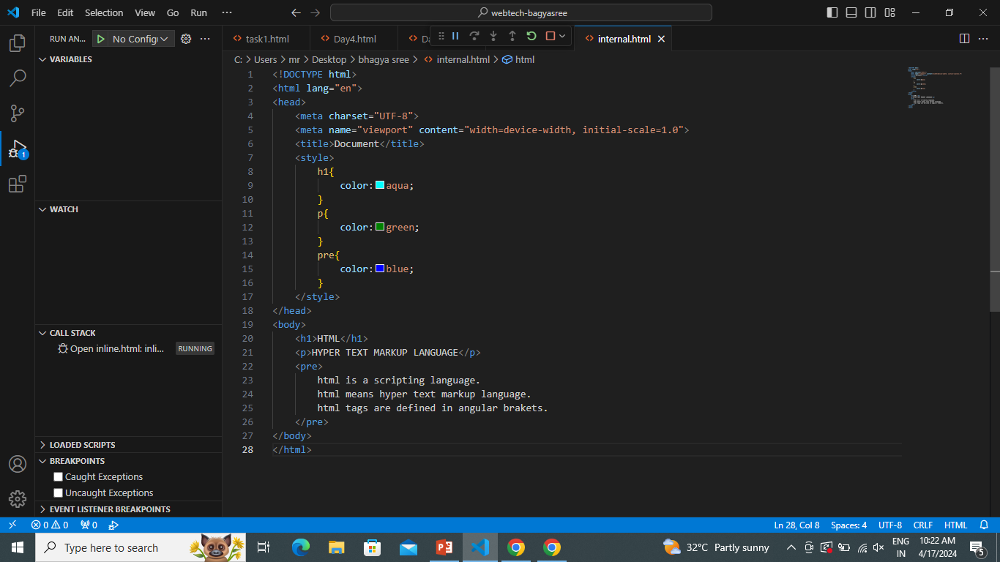 File Edit Selection View Go Run ··· webtech-bagyasree
RUN AN... No Config ···
task1.html Day4.html Da internal.html
C: > Users > mr > Desktop > bhagya sree > internal.html > html
VARIABLES
WATCH
CALL STACK
Open inline.html: inli... RUNNING
LOADED SCRIPTS
BREAKPOINTS
Caught Exceptions
Uncaught Exceptions
EVENT LISTENER BREAKPOINTS
1
1 <!DOCTYPE html>
2 <html lang="en">
3 <head>
4 <meta charset="UTF-8">
5 <meta name="viewport" content="width=device-width, initial-scale=1.0">
6 <title>Document</title>
7 <style>
8 h1{
9 color:aqua;
10 }
11 p{
12 color:green;
13 }
14 pre{
15 color:blue;
16 }
17 </style>
18 </head>
19 <body>
20 <h1>HTML</h1>
21 <p>HYPER TEXT MARKUP LANGUAGE</p>
22 <pre>
23 html is a scripting language.
24 html means hyper text markup language.
25 html tags are defined in angular brakets.
26 </pre>
27 </body>
28 </html>
0 0 0 Ln 28, Col 8 Spaces: 4 UTF-8 CRLF HTML
Type here to search 32°C Partly sunny ENG 10:22 AM
IN 4/17/2024 5